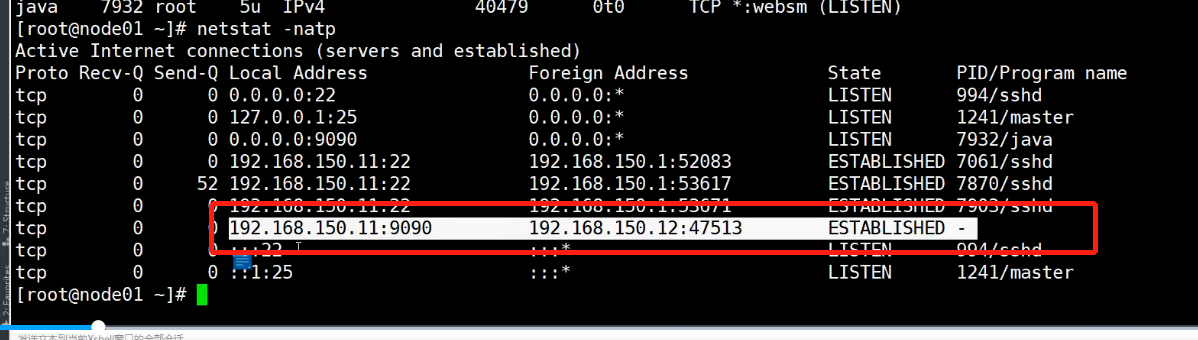 java    7932 root    5u  IPv4              40479      0t0      TCP *:websm (LISTEN)
[root@node01 ~]# netstat -natp
Active Internet connections (servers and established)
Proto Recv-Q Send-Q Local Address               Foreign Address             State       PID/Program name
tcp        0      0 0.0.0.0:22                  0.0.0.0:*                   LISTEN      994/sshd
tcp        0      0 127.0.0.1:25                0.0.0.0:*                   LISTEN      1241/master
tcp        0      0 0.0.0.0:9090                0.0.0.0:*                   LISTEN      7932/java
tcp        0      0 192.168.150.11:22           192.168.150.1:52083         ESTABLISHED 7061/sshd
tcp        0     52 192.168.150.11:22           192.168.150.1:53617         ESTABLISHED 7870/sshd
tcp        0      0 192.168.150.11:22           192.168.150.1:53671         ESTABLISHED 7903/sshd
tcp        0      0 192.168.150.11:9090         192.168.150.12:47513        ESTABLISHED -
tcp        0      0 :::22                       :::*                        LISTEN      994/sshd
tcp        0      0 ::1:25                      :::*                        LISTEN      1241/master
[root@node01 ~]#
7: Structure
2: Favorites
发送文本到当前Xshell窗口的全部会话